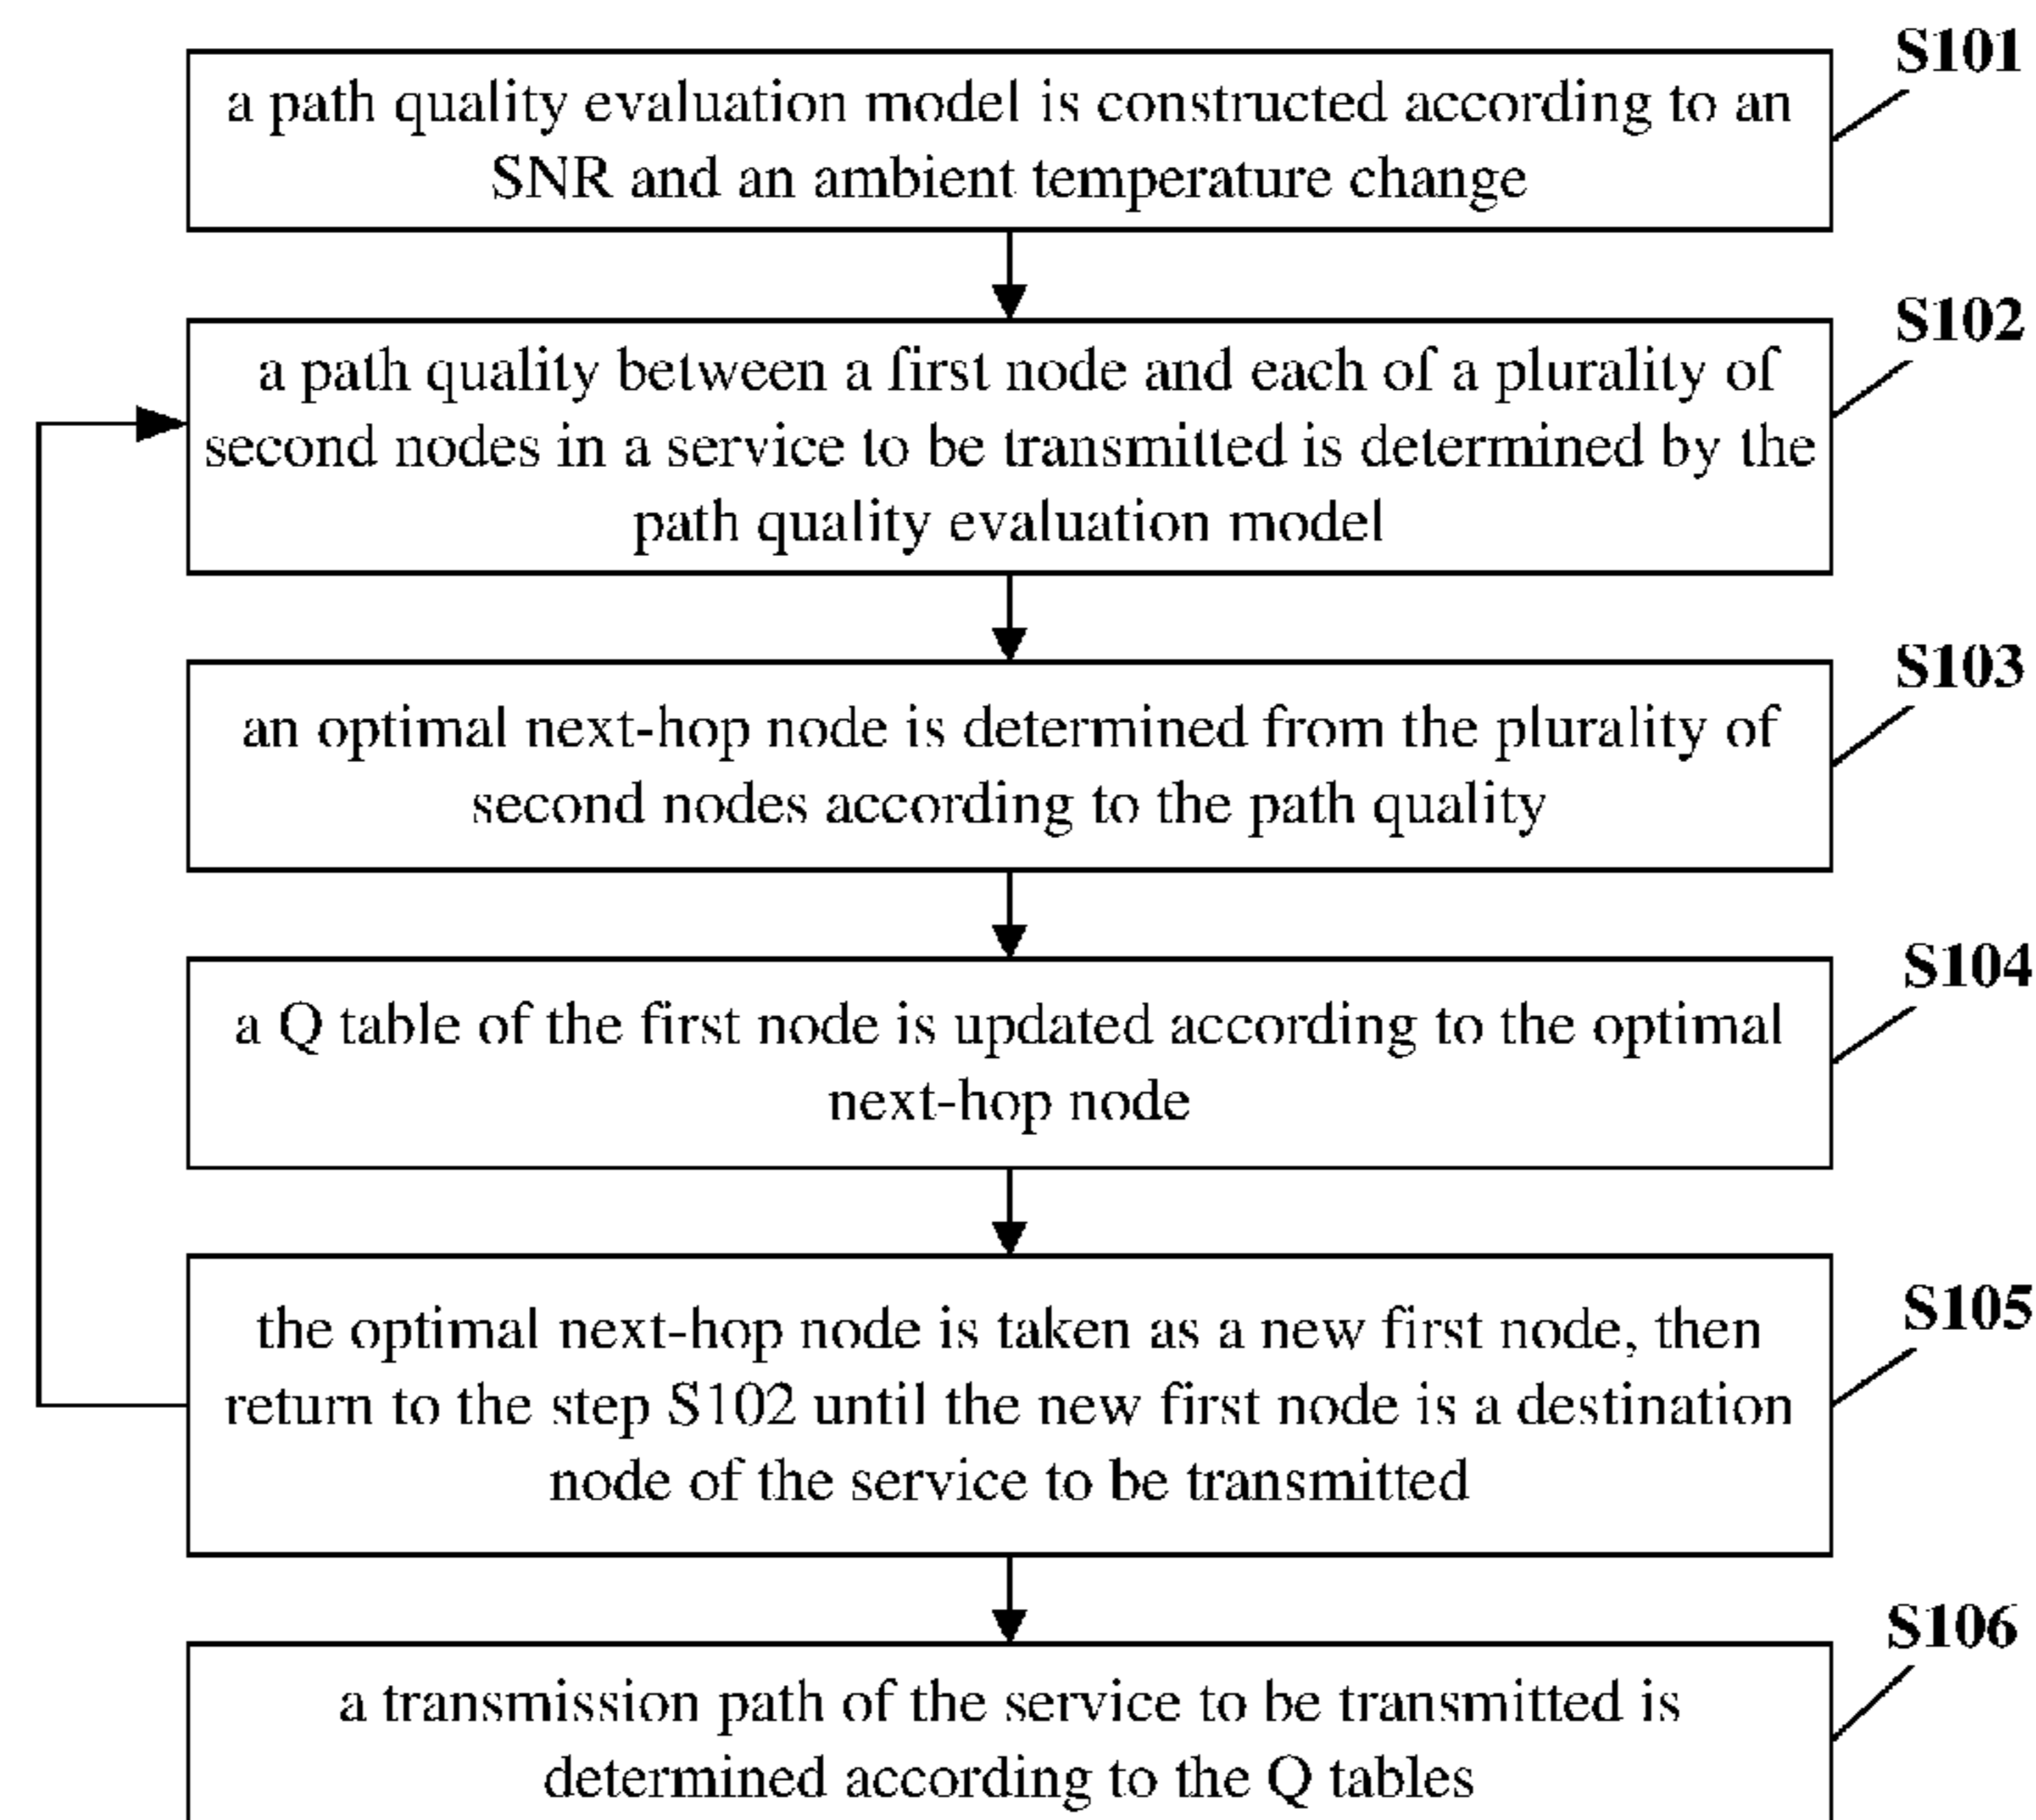 S101
a path quality evaluation model is constructed according to an
SNR and an ambient temperature change
S102
a path quality between a first node and each of a plurality of
second nodes in a service to be transmitted is determined by the
path quality evaluation model
S103
an optimal next-hop node is determined from the plurality of
second nodes according to the path quality
S104
a Q table of the first node is updated according to the optimal
next-hop node
S105
the optimal next-hop node is taken as a new first node, then
return to the step S102 until the new first node is a destination
node of the service to be transmitted
S106
a transmission path of the service to be transmitted is
determined according to the Q tables